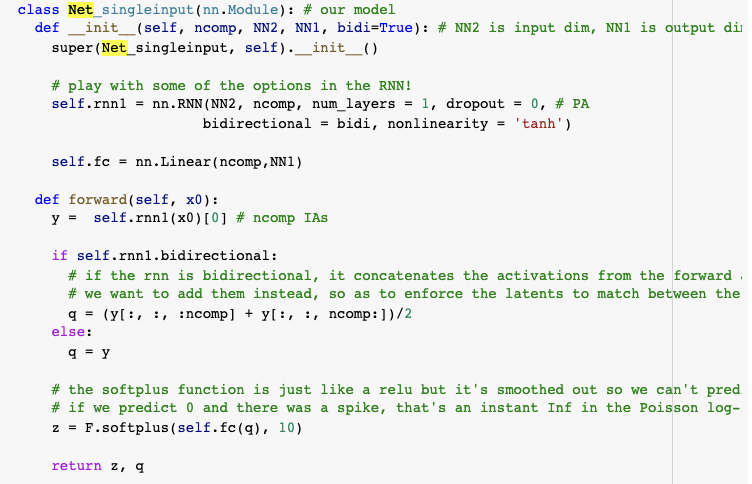 class Net_singleinput(nn.Module): # our model
def __init__(self, ncomp, NN2, NN1, bidi=True): # NN2 is input dim, NN1 is output
super(Net_singleinput, self).__init__()
# play with some of the options in the RNN!
self.rnn1 = nn.RNN(NN2, ncomp, num_layers = 1, dropout = 0, # PA
bidirectional = bidi, nonlinearity = 'tanh')
self.fc = nn.Linear(ncomp,NN1)
def forward(self, x0):
y = self.rnn1(x0)[0] # ncomp IAs
if self.rnn1.bidirectional:
# if the rnn is bidirectional, it concatenates the activations from the forward
# we want to add them instead, so as to enforce the latents to match between the
q = (y[:, :, :ncomp] + y[:, :, ncomp:])/2
else:
q = y
# the softplus function is just like a relu but it's smoothed out so we can't pred
# if we predict 0 and there was a spike, that's an instant Inf in the Poisson log-
z = F.softplus(self.fc(q), 10)
return z, q